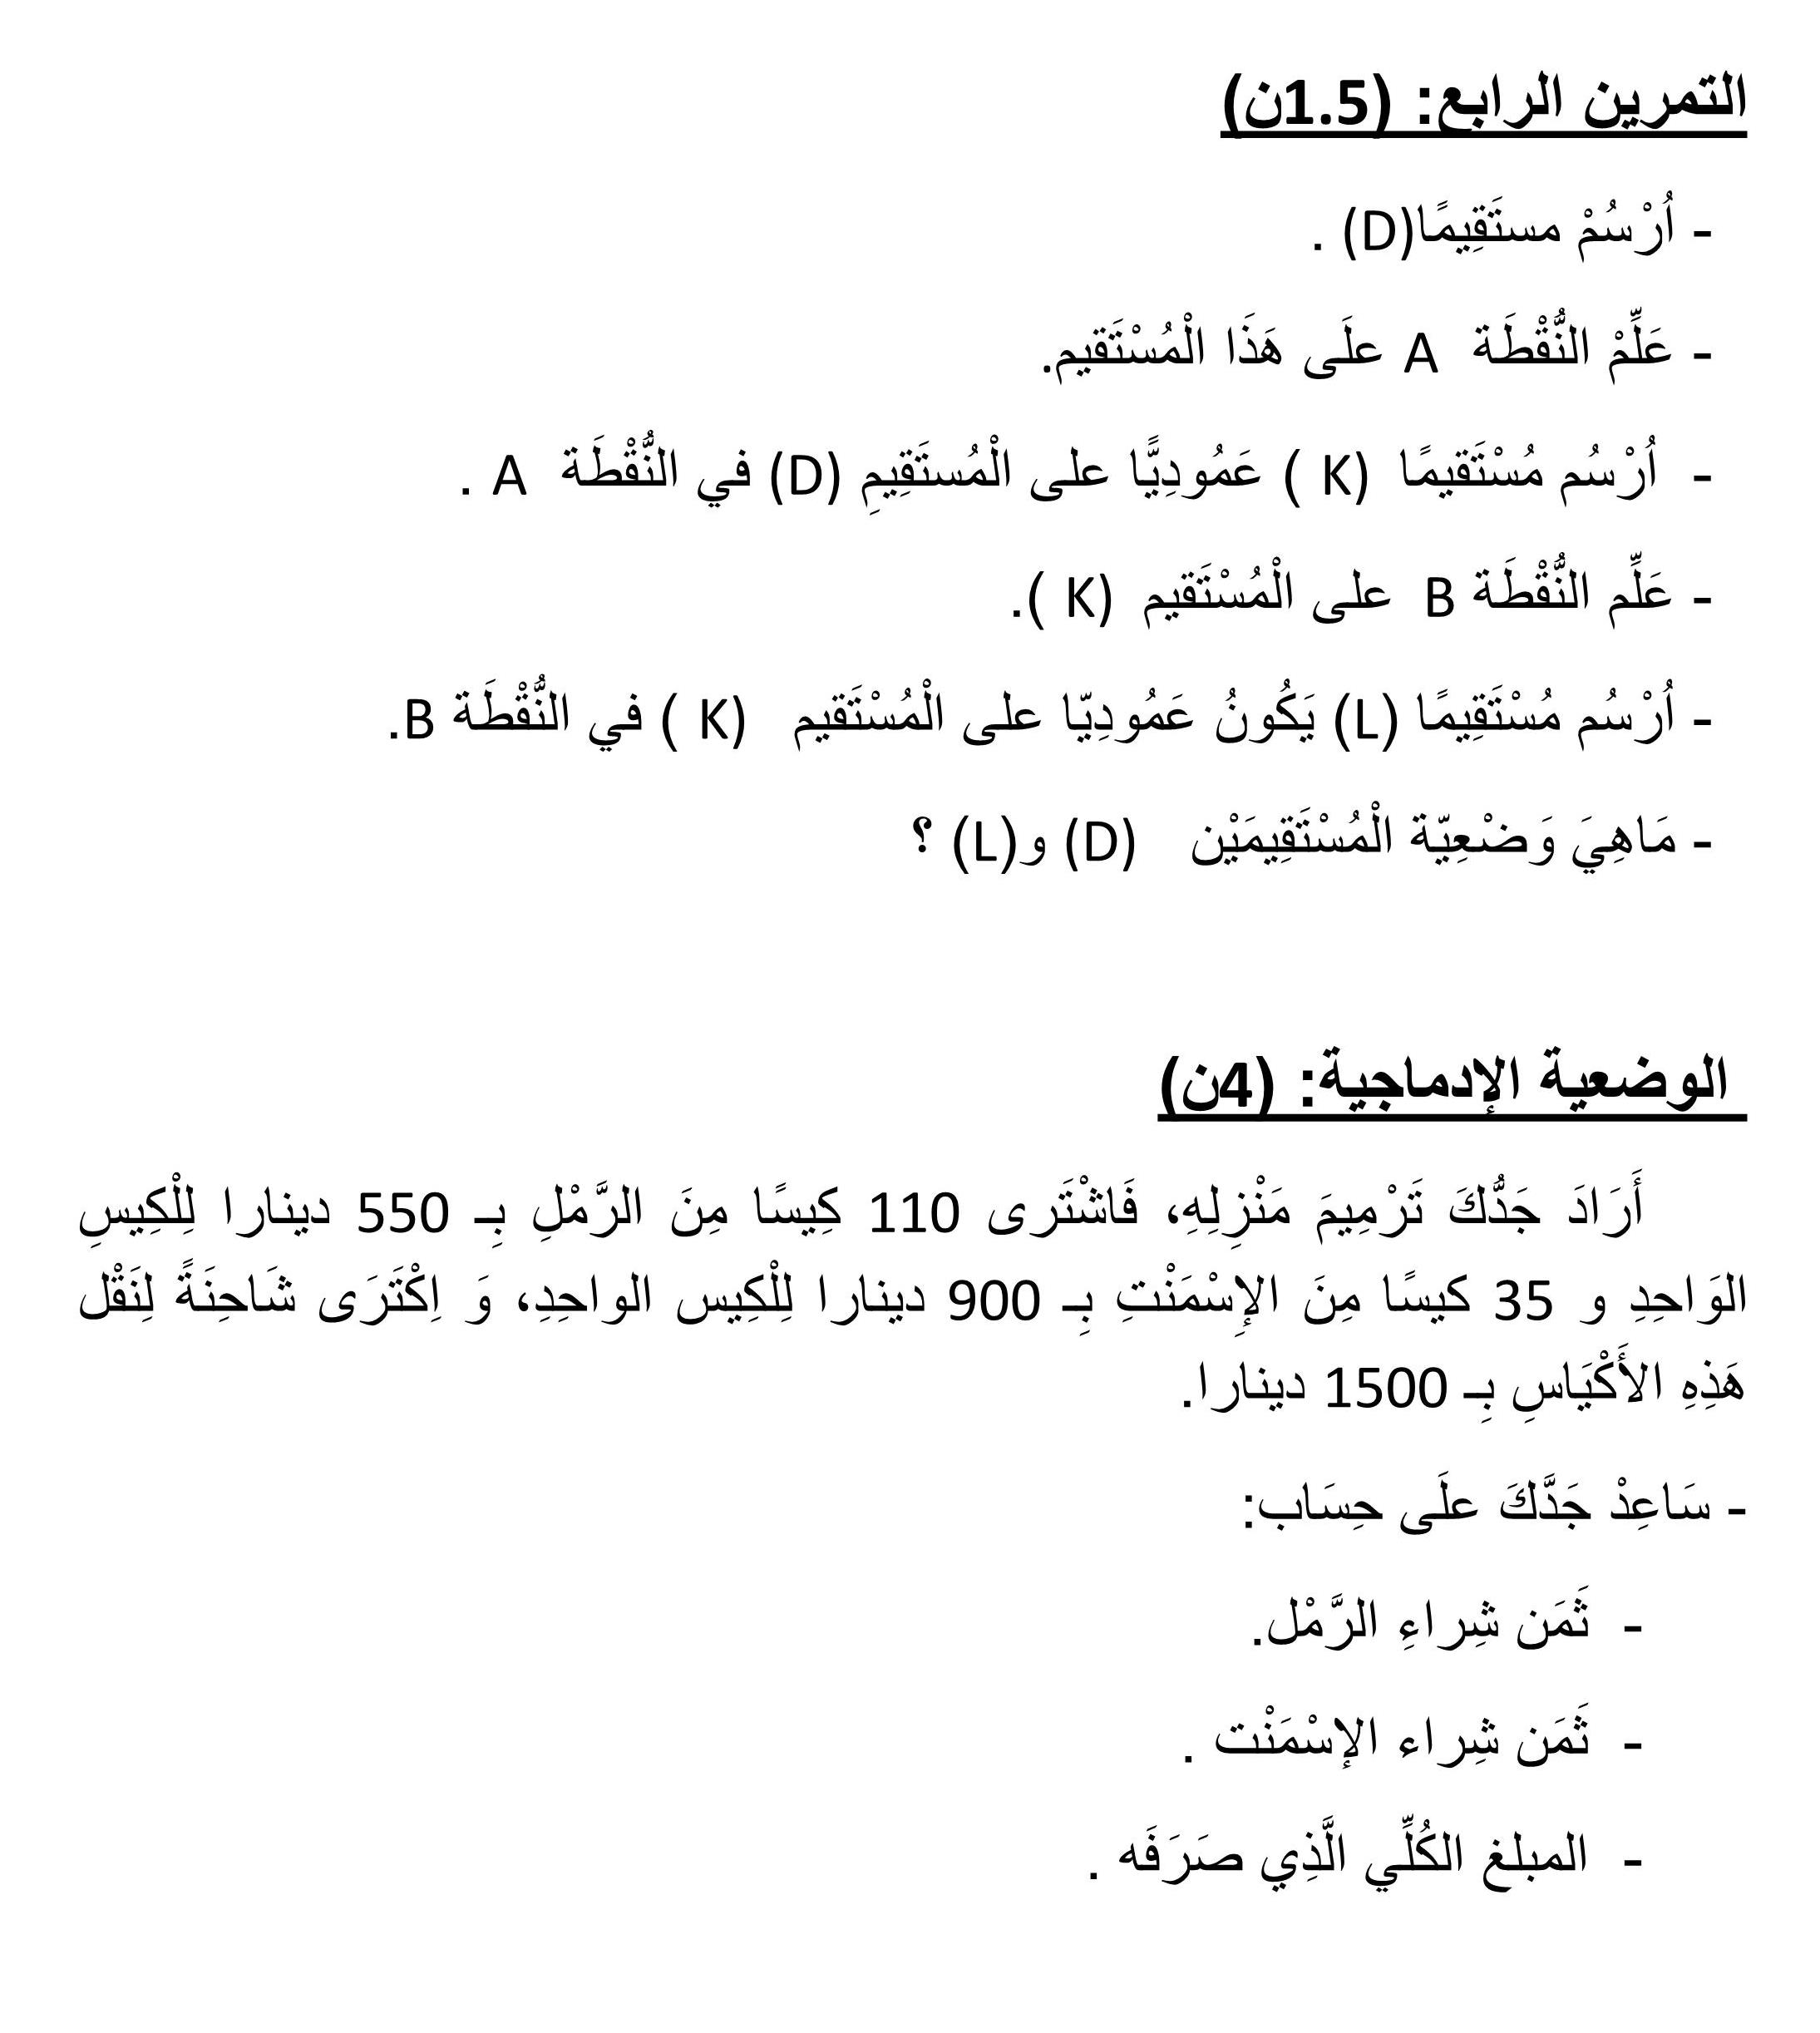 التمرين الرابع: (1.5ن)
- اُرْسُمْ مستَقِيمًا(D) .
- عَلِّمْ النُّقْطَة A علَى هَذَا الْمُسْتَقيم.
- اُرْسُم مُسْتَقيمًا (K ) عَمُودِيًّا على الْمُستَقِيمِ (D) في النُّقْطَة A .
- عَلِّم النُّقْطَة B على الْمُسْتَقيم (K ).
- اُرْسُم مُسْتَقِيمًا (L) يَكُونُ عَمُودِيّا على الْمُسْتَقيم (K ) في النُّقْطَة B.
- مَاهِيَ وَضْعِيّة الْمُسْتَقِيمَيْن (D) و(L) ؟
الوضعية الإدماجية: (4ن)
أَرَادَ جَدُّكَ تَرْمِيمَ مَنْزِلِهِ، فَاشْتَرى 110 كِيسًا مِنَ الرَّمْلِ بِـ 550 دينارا لِلْكِيسِ
الوَاحِدِ و 35 كيسًا مِنَ الإِسْمَنْتِ بِـ 900 دينارا لِلْكِيس الواحِدِ، وَ اِكْتَرَى شَاحِنَةً لِنَقْل
هَذِهِ الأَكْيَاسِ بِـ 1500 دينارا.
- سَاعِدْ جَدَّكَ علَى حِسَاب:
- ثَمَن شِراءِ الرَّمْل.
- ثَمَن شِراء الإسْمَنْت .
- المبلغ الكُلِّي الَّذِي صَرَفَه .